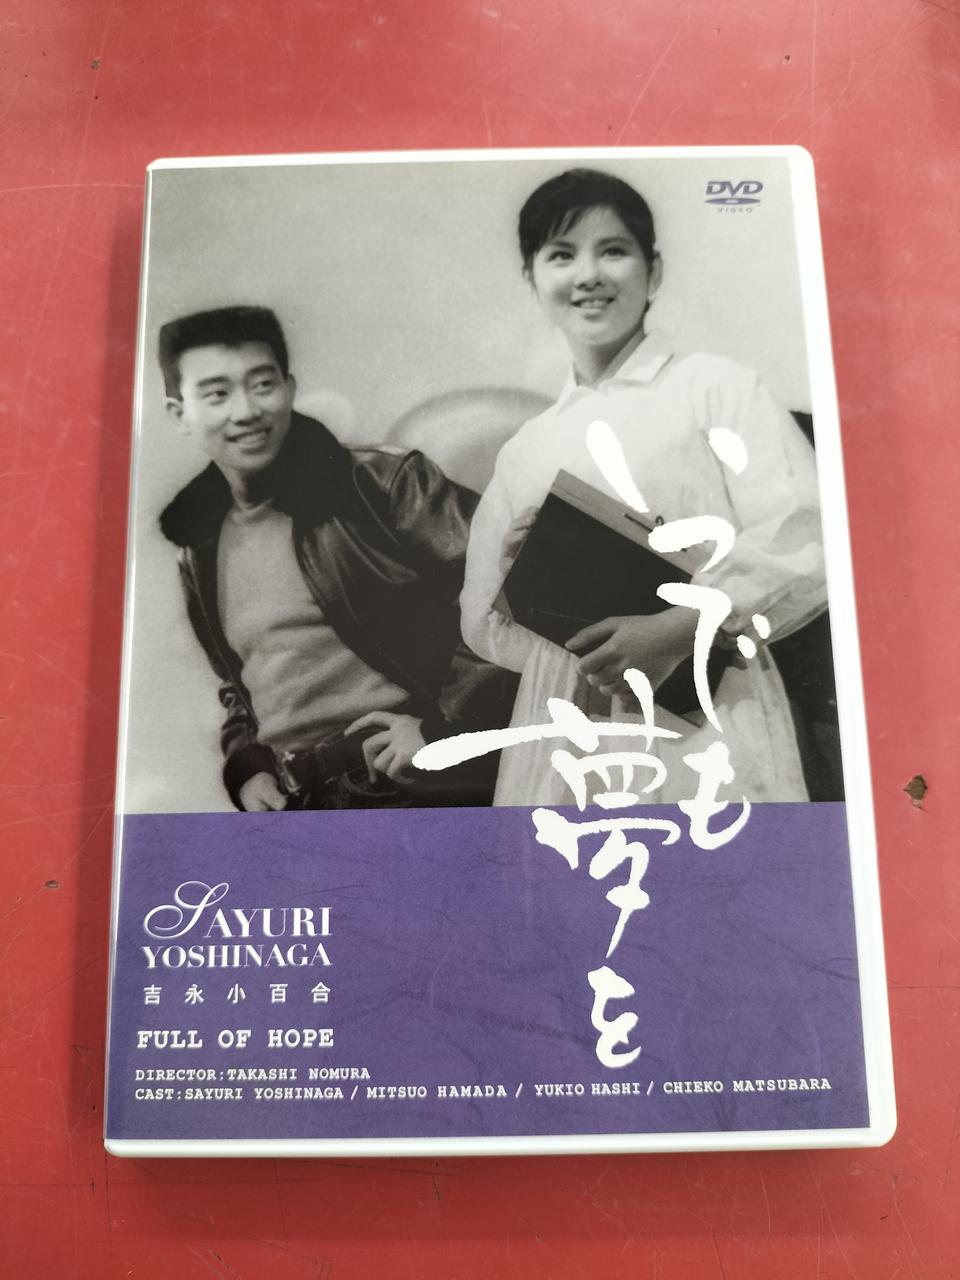 DVD
VIDEO
いつでも
夢を
SAYURI
YOSHINAGA
吉永小百合
FULL OF HOPE
DIRECTOR:TAKASHI NOMURA
CAST:SAYURI YOSHINAGA / MITSUO HAMADA / YUKIO HASHI / CHIEKO MATSUBARA